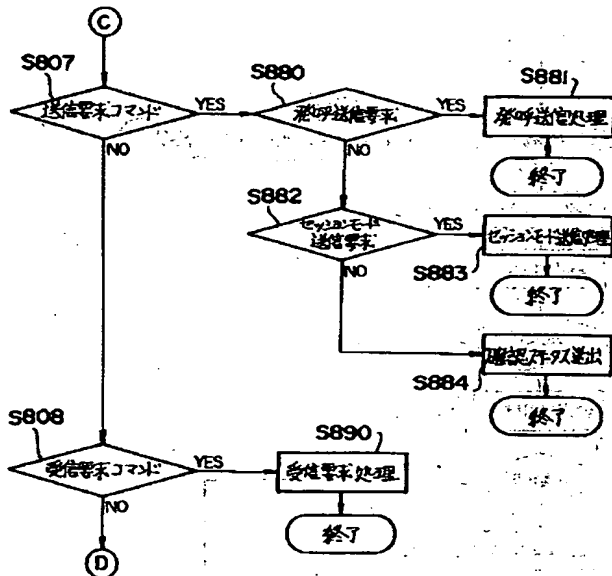 C
S807
送信要求コマンド
YES
NO
S880
発呼送信要求
YES
NO
S881
発呼送信処理
終了
S882
セッションモード
送信要求
YES
NO
セッションモード送信処理
S883
終了
確認ステータス送出
S884
終了
S808
受信要求コマンド
YES
NO
S890
受信要求処理
終了
D